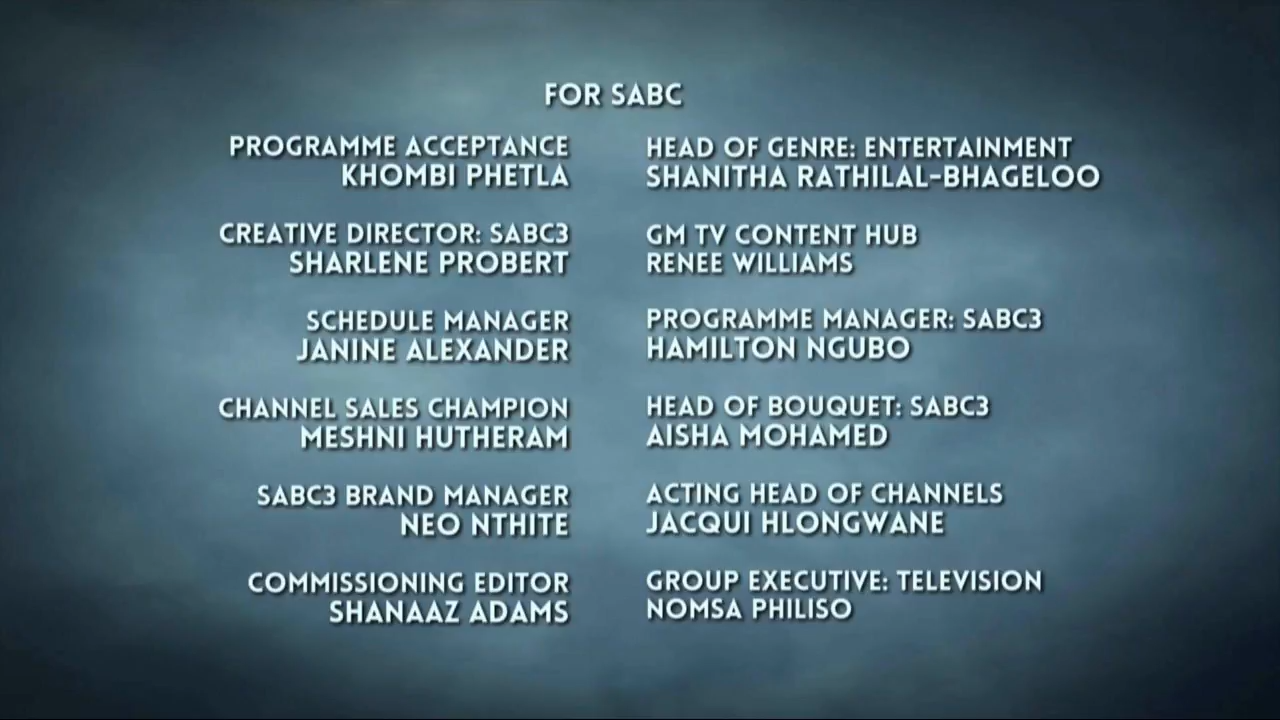 FOR SABC
PROGRAMME ACCEPTANCE
KHOMBI PHETLA
CREATIVE DIRECTOR: SABC3
SHARLENE PROBERT
SCHEDULE MANAGER
JANINE ALEXANDER
CHANNEL SALES CHAMPION
MESHNI HUTHERAM
SABC3 BRAND MANAGER
NEO NTHITE
COMMISSIONING EDITOR
SHANAAZ ADAMS
HEAD OF GENRE: ENTERTAINMENT
SHANITHA RATHILAL-BHAGELOO
GM TV CONTENT HUB
RENEE WILLIAMS
PROGRAMME MANAGER: SABC3
HAMILTON NGUBO
HEAD OF BOUQUET: SABC3
AISHA MOHAMED
ACTING HEAD OF CHANNELS
JACQUI HLONGWANE
GROUP EXECUTIVE: TELEVISION
NOMSA PHILISO